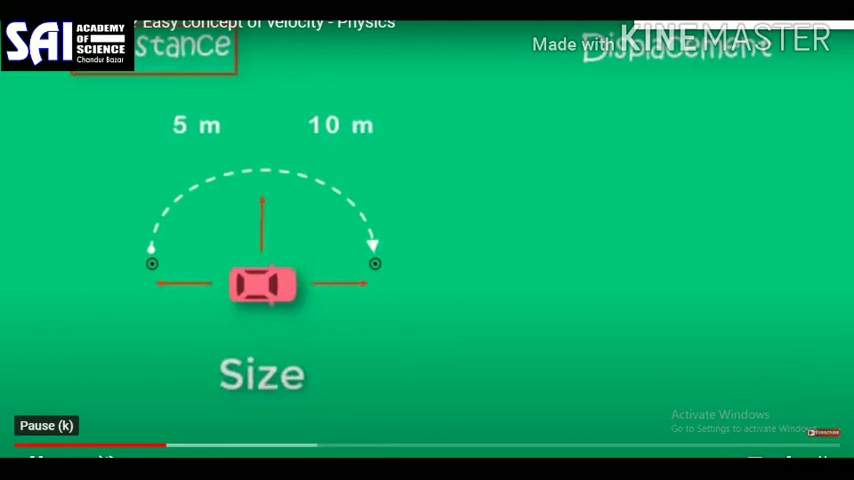 Easy concept of velocity - Physics
SAI ACADEMY OF SCIENCE
Chandur Bazar
stance
Made with KINEMASTER
Displacement
5 m 10 m
Size
Pause (k)
Activate Windows
Go to Settings to activate Windows.
SUBSCRIBE